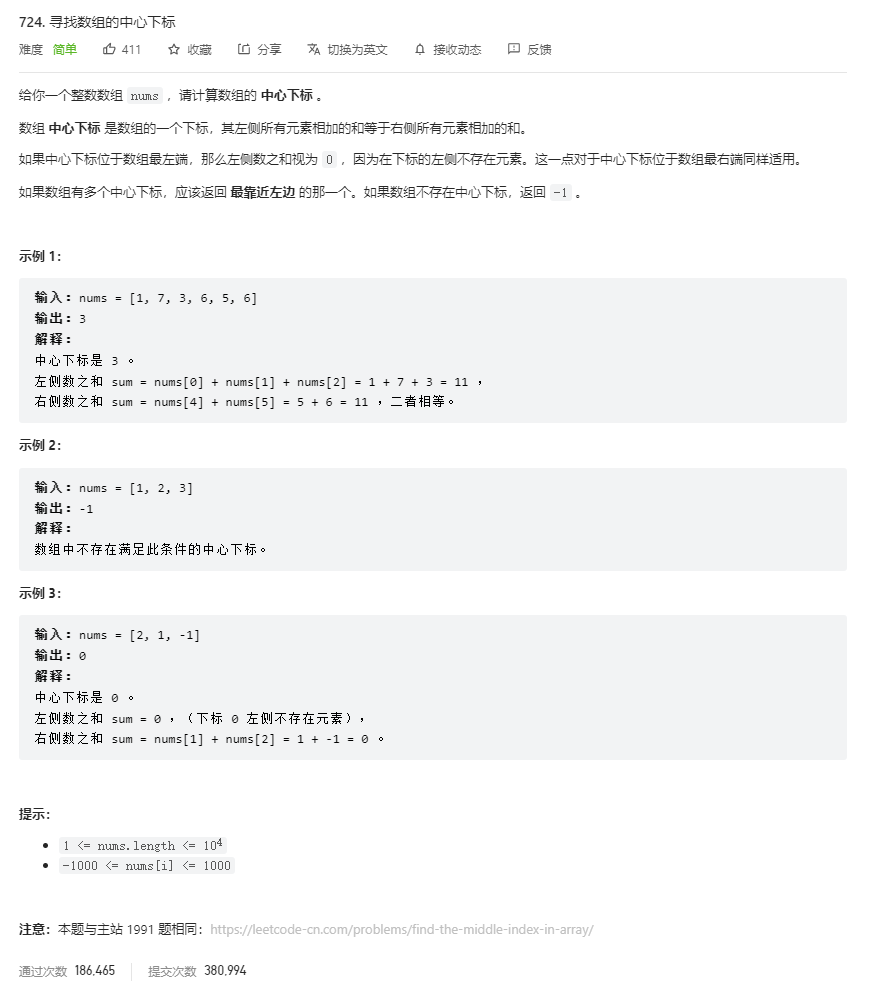 724. 寻找数组的中心下标
难度 简单 411 收藏 分享 切换为英文 接收动态 反馈
给你一个整数数组 nums ，请计算数组的 中心下标 。
数组 中心下标 是数组的一个下标，其左侧所有元素相加的和等于右侧所有元素相加的和。
如果中心下标位于数组最左端，那么左侧数之和视为 0 ，因为在下标的左侧不存在元素。这一点对于中心下标位于数组最右端同样适用。
如果数组有多个中心下标，应该返回 最靠近左边 的那一个。如果数组不存在中心下标，返回 -1 。
示例 1：
输入：nums = [1, 7, 3, 6, 5, 6]
输出：3
解释：
中心下标是 3 。
左侧数之和 sum = nums[0] + nums[1] + nums[2] = 1 + 7 + 3 = 11 ，
右侧数之和 sum = nums[4] + nums[5] = 5 + 6 = 11 ，二者相等。
示例 2：
输入：nums = [1, 2, 3]
输出：-1
解释：
数组中不存在满足此条件的中心下标。
示例 3：
输入：nums = [2, 1, -1]
输出：0
解释：
中心下标是 0 。
左侧数之和 sum = 0 ，（下标 0 左侧不存在元素），
右侧数之和 sum = nums[1] + nums[2] = 1 + -1 = 0 。
提示：
• 1 <= nums.length <= 10⁴
• -1000 <= nums[i] <= 1000
注意：本题与主站 1991 题相同：https://leetcode-cn.com/problems/find-the-middle-index-in-array/
通过次数 186,465 提交次数 380,994